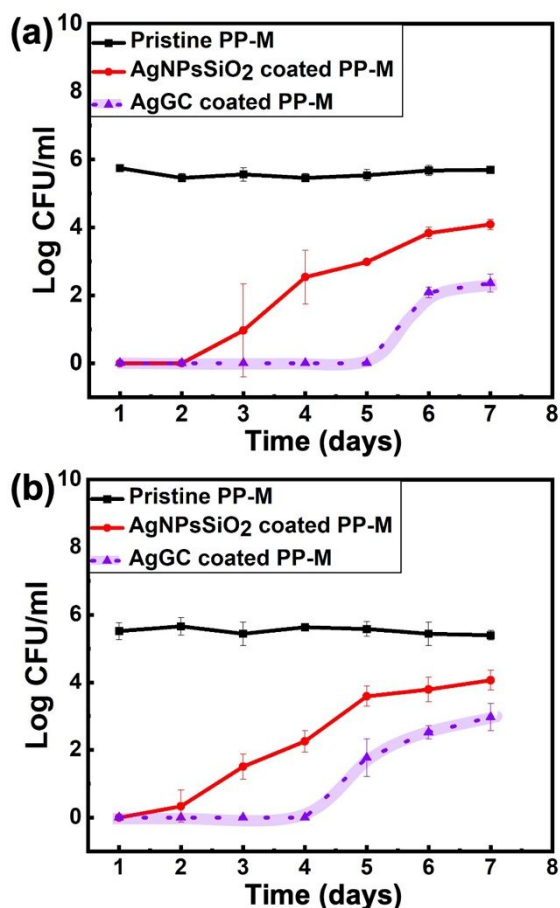 (a)
10
Pristine PP-M
AgNPsSiO2 coated PP-M
8
AgGC coated PP-M
6
4
2
0
Log CFU/ml
1 2 3 4 5 6 7 8
Time (days)
(b)
10
Pristine PP-M
AgNPsSiO2 coated PP-M
8
AgGC coated PP-M
6
4
2
0
Log CFU/ml
1 2 3 4 5 6 7 8
Time (days)